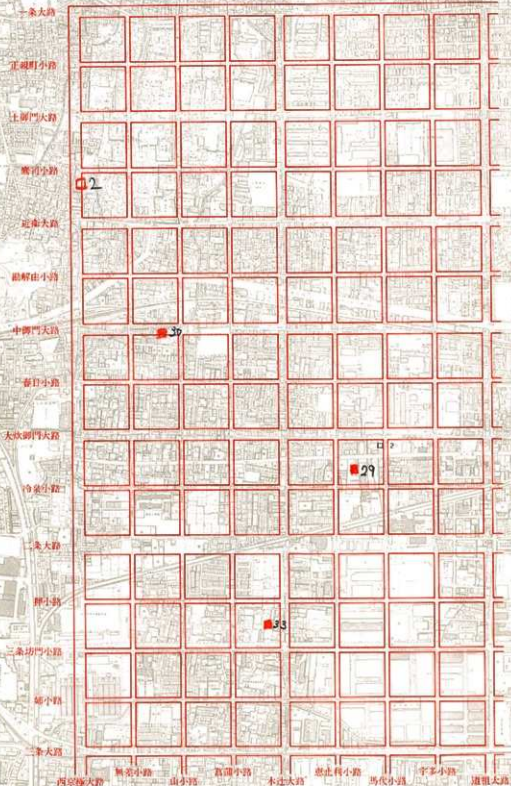 一条大路
正親町小路
土御門大路
鷹司小路
2
近衛大路
勘解由小路
中御門大路
30
春日小路
大炊御門大路
29
冷泉小路
二条大路
押小路
33
三条坊門小路
姉小路
三条大路
西京極大路
無差小路
山小路
菖蒲小路
木辻大路
恵止利小路
馬代小路
宇多小路
道祖大路